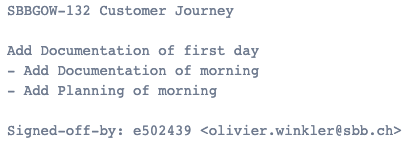 SBBGOW-132 Customer Journey

Add Documentation of first day
- Add Documentation of morning
- Add Planning of morning

Signed-off-by: e502439 <olivier.winkler@sbb.ch>